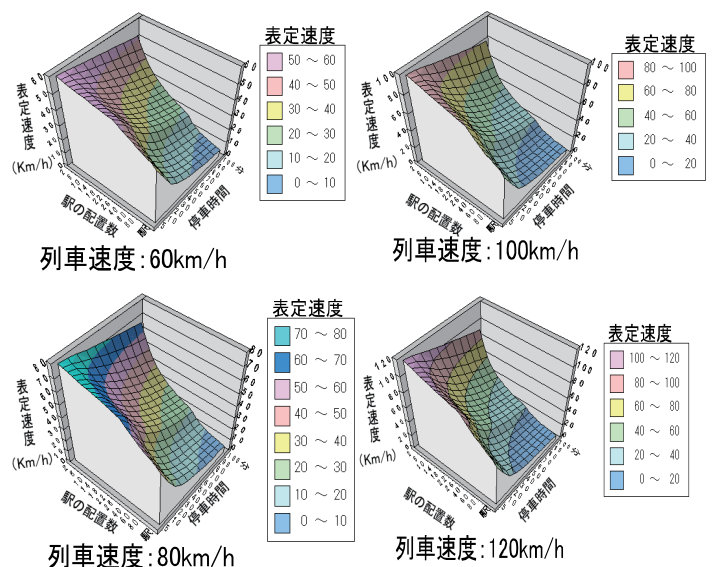 表定速度
50 ～ 60
40 ～ 50
30 ～ 40
20 ～ 30
10 ～ 20
0 ～ 10
表定速度
(Km/h)
駅の配置数
停車時間
分
列車速度:60km/h
表定速度
80 ～ 100
60 ～ 80
40 ～ 60
20 ～ 40
0 ～ 20
表定速度
(Km/h)
駅の配置数
停車時間
分
列車速度:100km/h
表定速度
70 ～ 80
60 ～ 70
50 ～ 60
40 ～ 50
30 ～ 40
20 ～ 30
10 ～ 20
0 ～ 10
表定速度
(Km/h)
駅の配置数
停車時間
分
列車速度:80km/h
表定速度
100 ～ 120
80 ～ 100
60 ～ 80
40 ～ 60
20 ～ 40
0 ～ 20
表定速度
(Km/h)
駅の配置数
停車時間
分
列車速度:120km/h